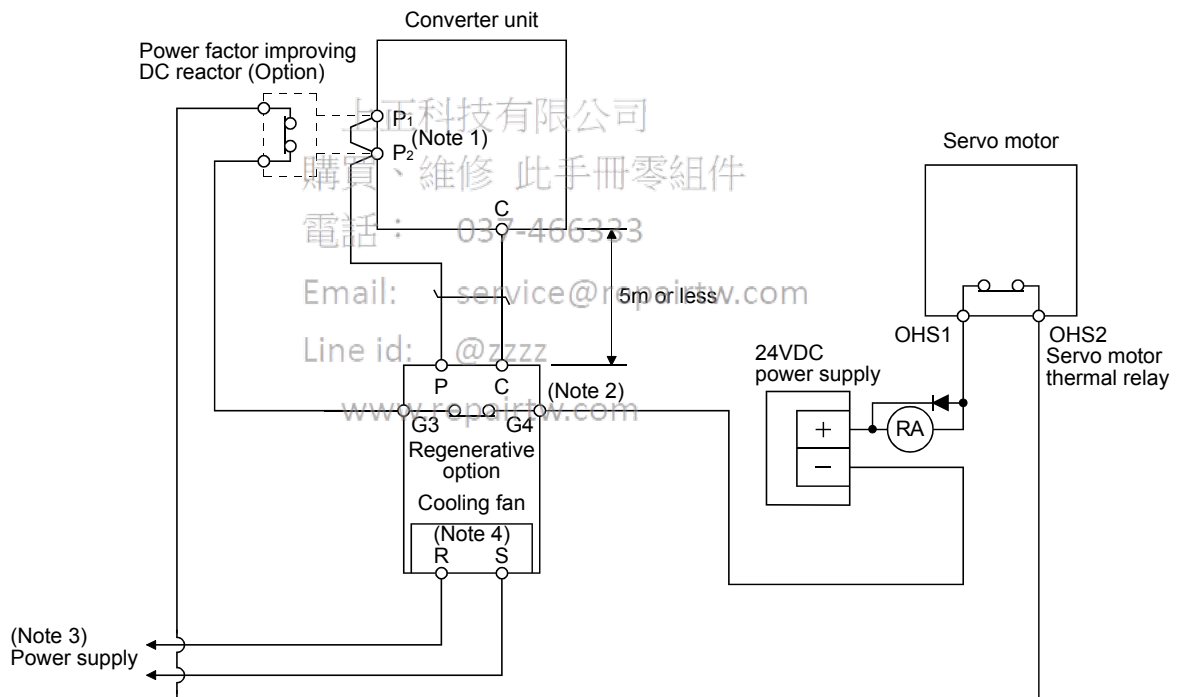 Converter unit
Power factor improving
DC reactor (Option)
P1
上正科技有限公司
(Note 1)
P2
Servo motor
購買、維修 此手冊零組件
C
電話： 037-466333
Email: service@repairtw.com
5m or less
OHS1
OHS2
Servo motor
thermal relay
Line id: @zzzz
24VDC
power supply
P
C
(Note 2)
www.repairtw.com
G3
G4
+
RA
−
Regenerative
option
Cooling fan
(Note 4)
R
S
(Note 3)
Power supply